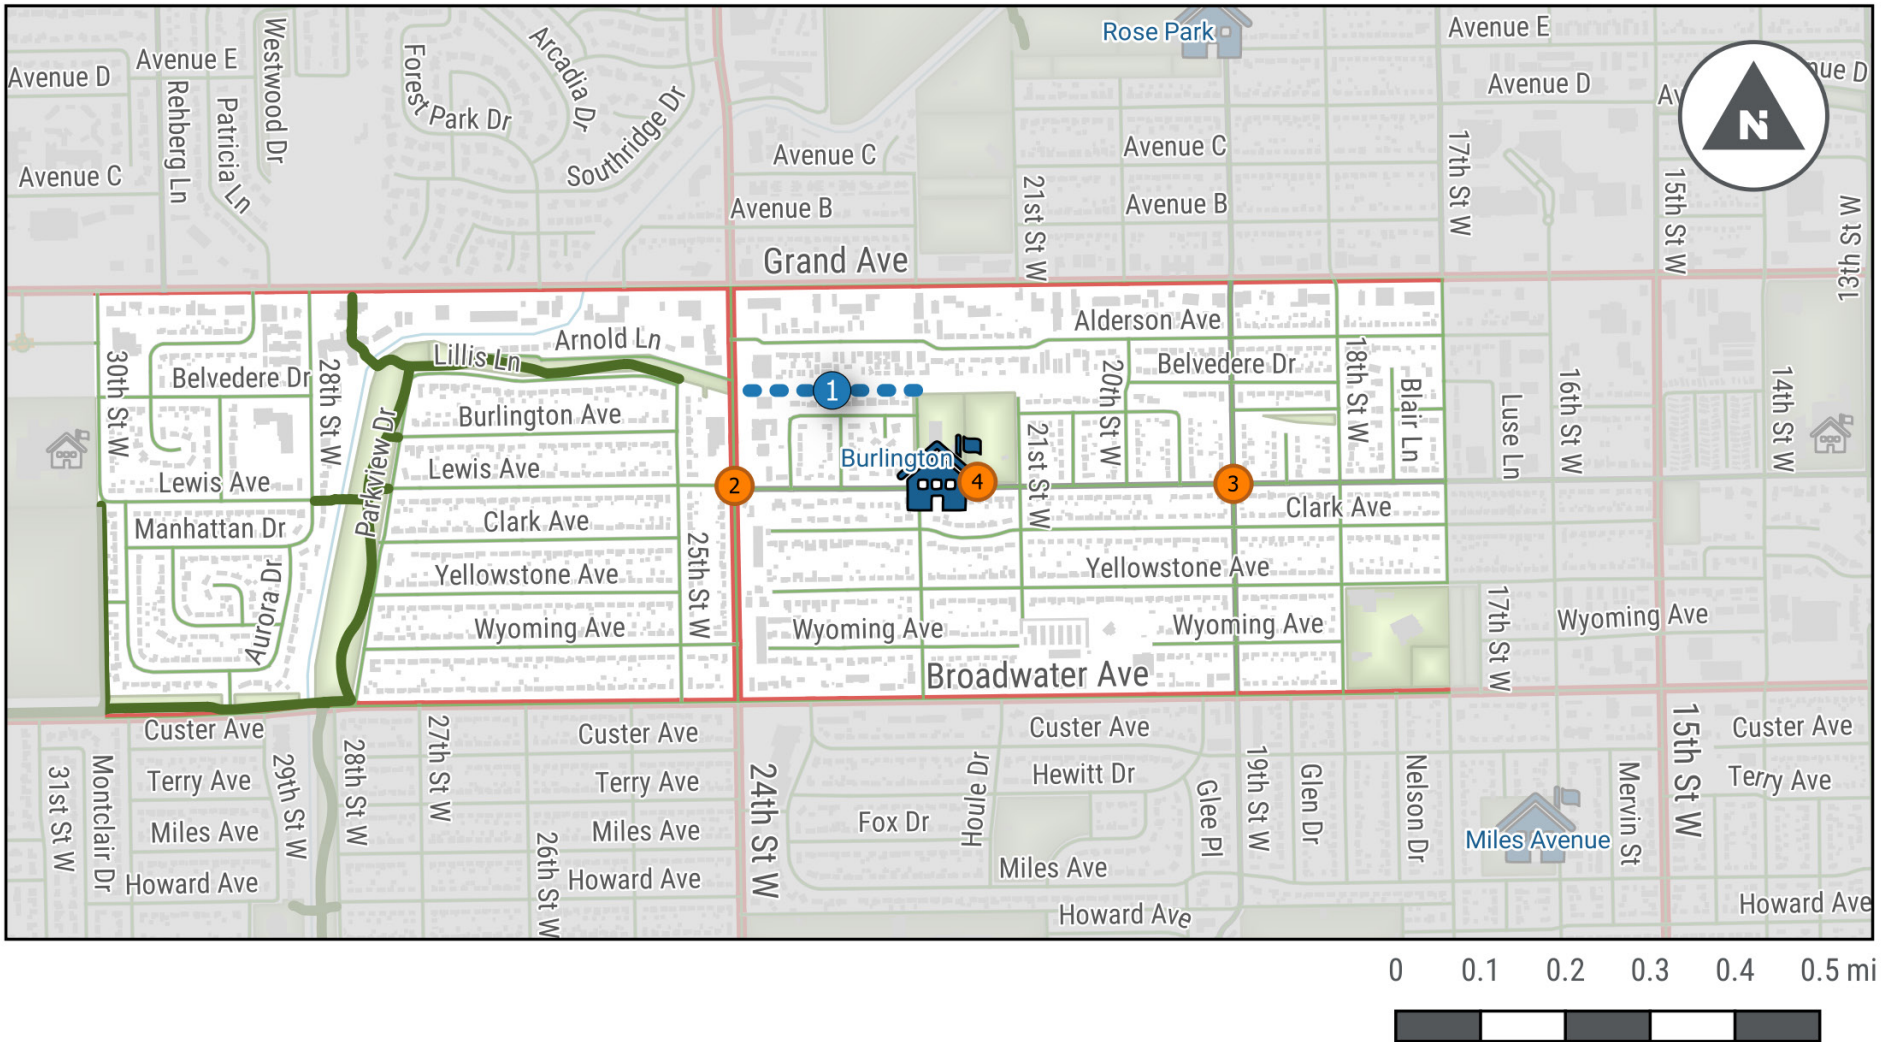 Rose Park
Avenue E
Avenue E
Westwood Dr
Forest Park Dr
Arcadia Dr
Avenue D
Avenue D
nue D
Av
N
Rehberg Ln
Patricia Ln
Southridge Dr
Avenue C
Avenue C
Avenue C
17th St W
Avenue B
Avenue B
21st St W
15th St W
13th St W
Grand Ave
Alderson Ave
Arnold Ln
Lillis Ln
30th St W
Belvedere Dr
28th St W
Belvedere Dr
20th St W
18th St W
Blair Ln
Luse Ln
16th St W
14th St W
1
Burlington Ave
Parkview Dr
Burlington
21st St W
Lewis Ave
Lewis Ave
2
4
3
Manhattan Dr
Clark Ave
Clark Ave
25th St W
Aurora Dr
Yellowstone Ave
Yellowstone Ave
Wyoming Ave
Wyoming Ave
Wyoming Ave
Wyoming Ave
17th St W
Broadwater Ave
Custer Ave
Custer Ave
Custer Ave
Custer Ave
31st St W
Montclair Dr
Terry Ave
29th St W
28th St W
27th St W
Terry Ave
24th St W
Houle Dr
Hewitt Dr
Glee Pl
19th St W
Glen Dr
Nelson Dr
Mervin St
15th St W
Terry Ave
Miles Ave
26th St W
Miles Ave
Fox Dr
Miles Avenue
Howard Ave
Howard Ave
Miles Ave
Howard Ave
Howard Ave
0 0.1 0.2 0.3 0.4 0.5 mi